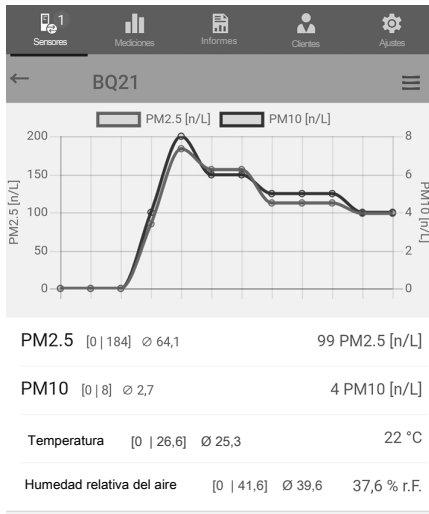 1
Sensores Mediciones Informes Clientes Ajustes
BQ21
PM2.5 [n/L] PM10 [n/L]
200 8
150 6
100 4
50 2
0 0
PM2.5 [n/L]
PM10 [n/L]
PM2.5 [0 | 184] Ø 64,1 99 PM2.5 [n/L]
PM10 [0 | 8] Ø 2,7 4 PM10 [n/L]
Temperatura [0 | 26,6] Ø 25,3 22 °C
Humedad relativa del aire [0 | 41,6] Ø 39,6 37,6 % r.F.